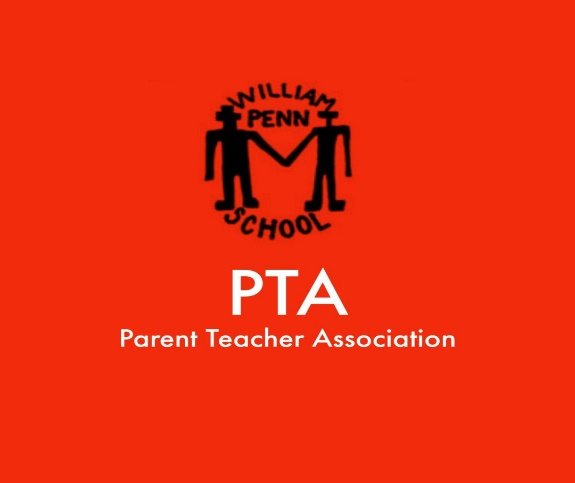 WILLIAM
PENN
SCHOOL
PTA
Parent Teacher Association